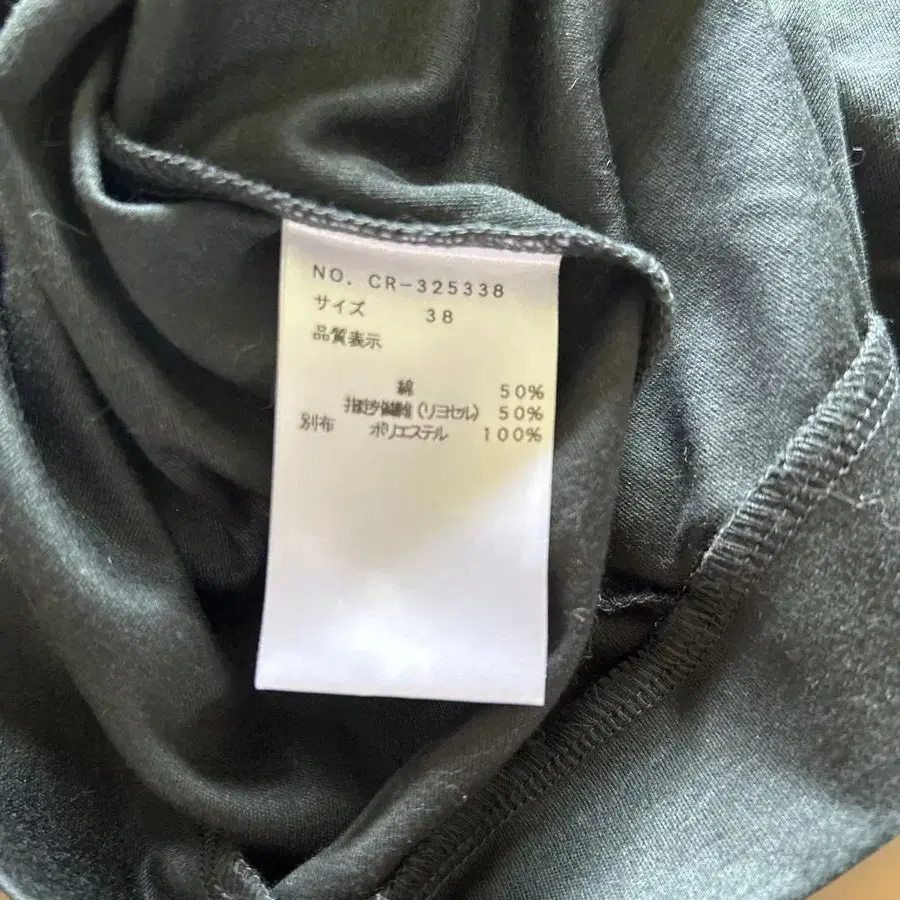 NO. CR-325338
サイズ 38
品質表示
綿 50%
指定外繊維(リヨセル) 50%
別布 ポリエステル 100%